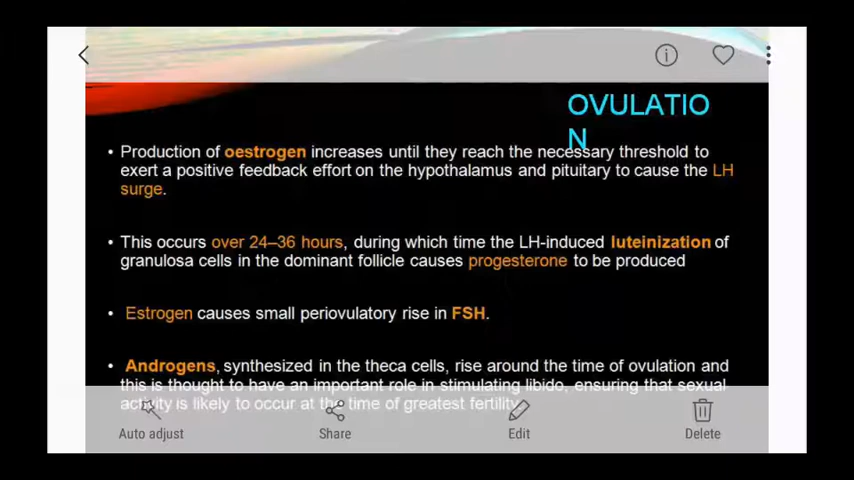 OVULATIO
N
• Production of oestrogen increases until they reach the necessary threshold to
exert a positive feedback effort on the hypothalamus and pituitary to cause the LH
surge.
• This occurs over 24–36 hours, during which time the LH-induced luteinization of
granulosa cells in the dominant follicle causes progesterone to be produced
• Estrogen causes small periovulatory rise in FSH.
• Androgens, synthesized in the theca cells, rise around the time of ovulation and
this is thought to have an important role in stimulating libido, ensuring that sexual
activity is likely to occur at the time of greatest fertility
Auto adjust
Share
Edit
Delete